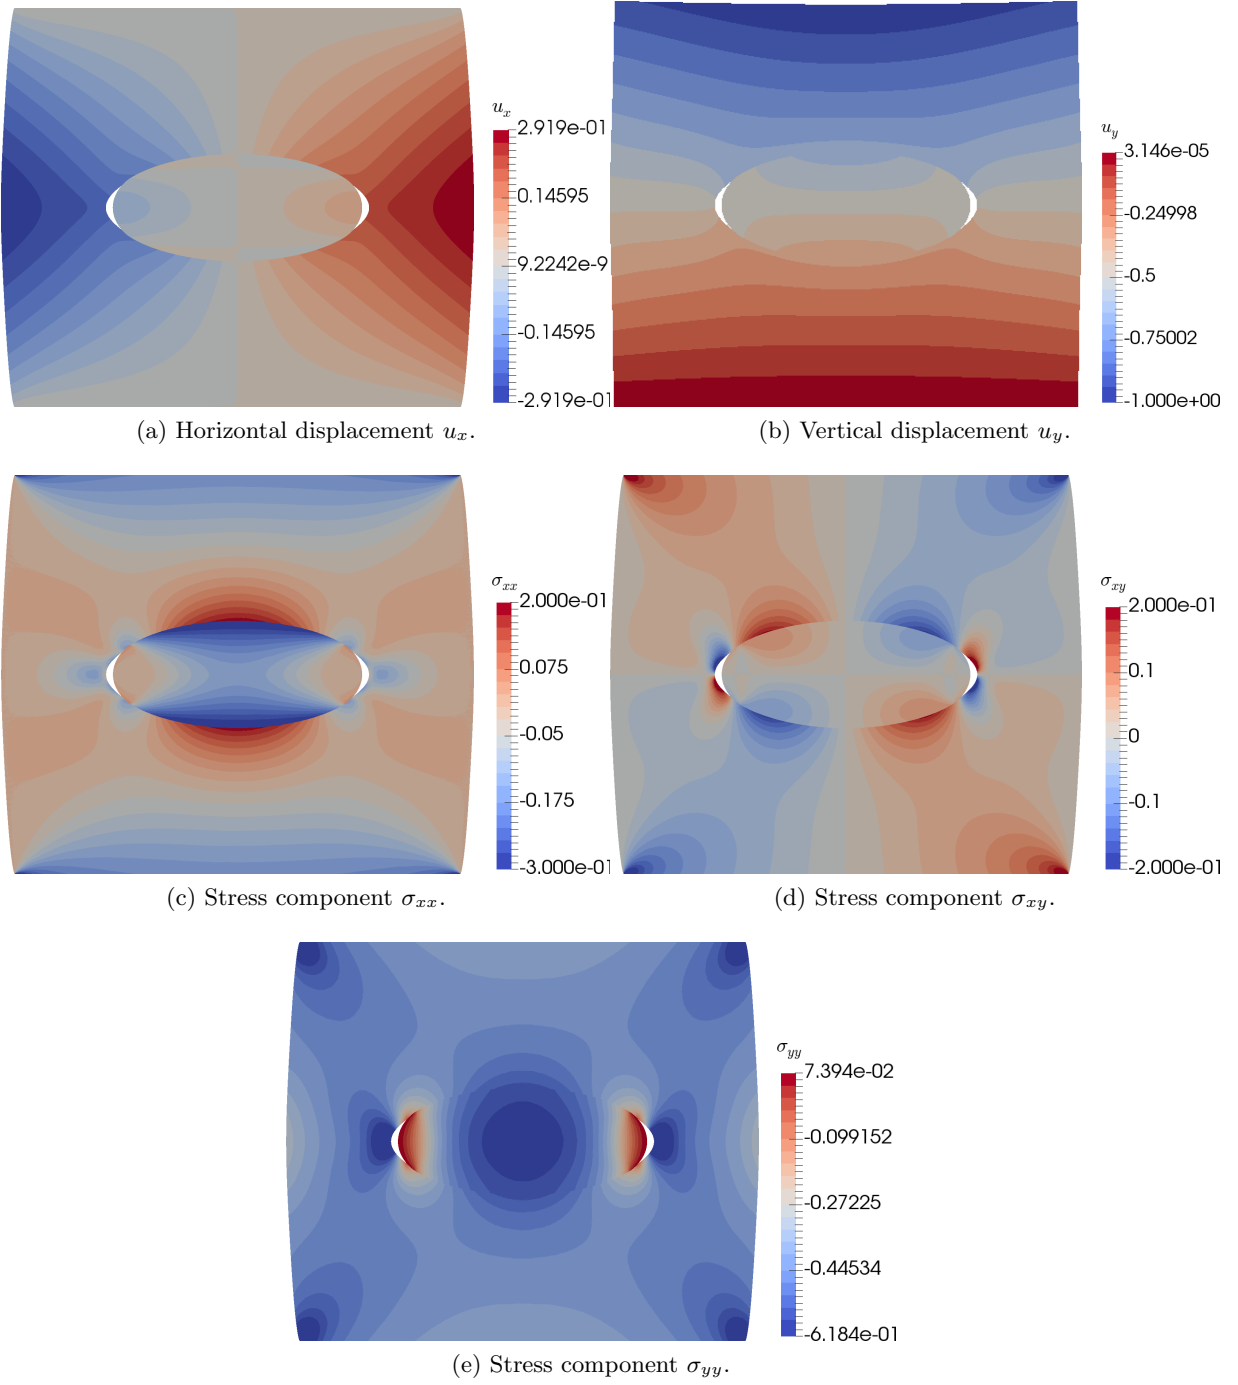 u_x
2.919e-01
0.14595
9.2242e-9
-0.14595
-2.919e-01
(a) Horizontal displacement u_x.
u_y
3.146e-05
-0.24998
-0.5
-0.75002
-1.000e+00
(b) Vertical displacement u_y.
σ_xx
2.000e-01
0.075
-0.05
-0.175
-3.000e-01
(c) Stress component σ_xx.
σ_xy
2.000e-01
0.1
0
-0.1
-2.000e-01
(d) Stress component σ_xy.
σ_yy
7.394e-02
-0.099152
-0.27225
-0.44534
-6.184e-01
(e) Stress component σ_yy.